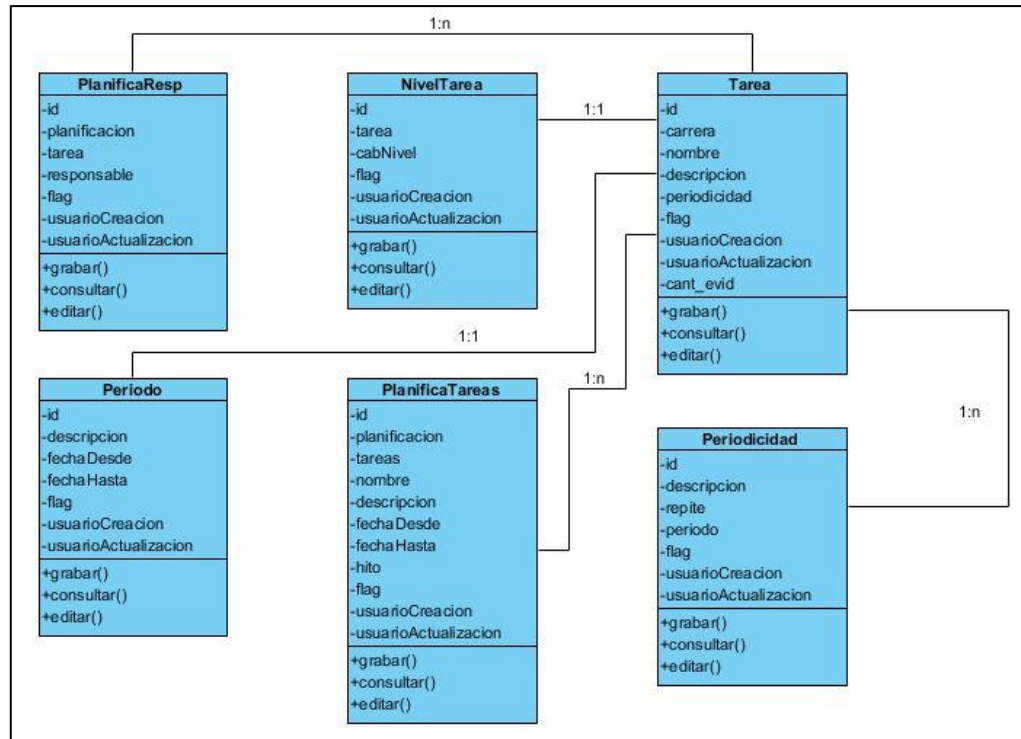 1:n
PlanificaResp
-id
-planificacion
-tarea
-responsable
-flag
-usuarioCreacion
-usuarioActualizacion
+grabar()
+consultar()
+editar()
NivelTarea
-id
-tarea
-cabNivel
-flag
-usuarioCreacion
-usuarioActualización
+grabar()
+consultar()
+editar()
1:1
Tarea
-id
-carrera
-nombre
-descripcion
-periodicidad
-flag
-usuarioCreacion
-usuarioActualizacion
-cant_evid
+grabar()
+consultar()
+editar()
1:1
Periodo
-id
-descripcion
-fechaDesde
-fechaHasta
-flag
-usuarioCreacion
-usuarioActualizacion
+grabar()
+consultar()
+editar()
PlanificaTareas
-id
-planificacion
-tareas
-nombre
-descripcion
-fechaDesde
-fechaHasta
-hito
-flag
-usuarioCreacion
-usuarioActualizacion
+grabar()
+consultar()
+editar()
1:n
Periodicidad
-id
-descripcion
-repite
-periodo
-flag
-usuarioCreacion
-usuarioActualizacion
+grabar()
+consultar()
+editar()
1:n